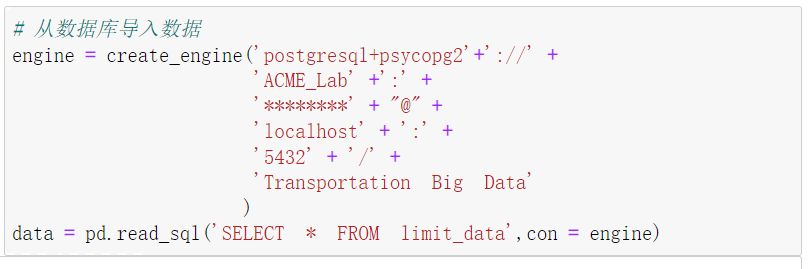 # 从数据库导入数据
engine = create_engine('postgresql+psycopg2'+'://' +
'ACME_Lab' +':' +
'********' + "@" +
'localhost' + ':' +
'5432' + '/' +
'Transportation Big Data'
)
data = pd.read_sql('SELECT * FROM limit_data',con = engine)